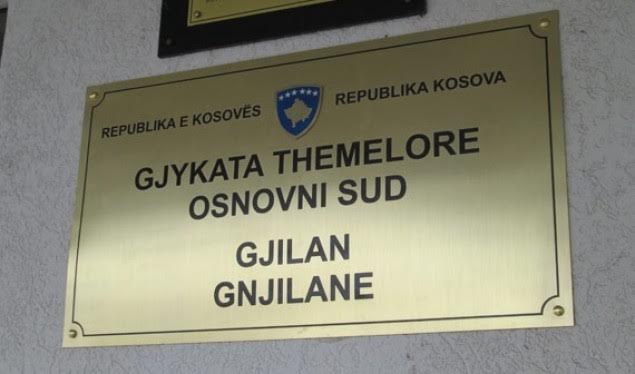 REPUBLIKA E KOSOVËS REPUBLIKA KOSOVA
GJYKATA THEMELORE
OSNOVNI SUD
GJILAN
GNJILANE